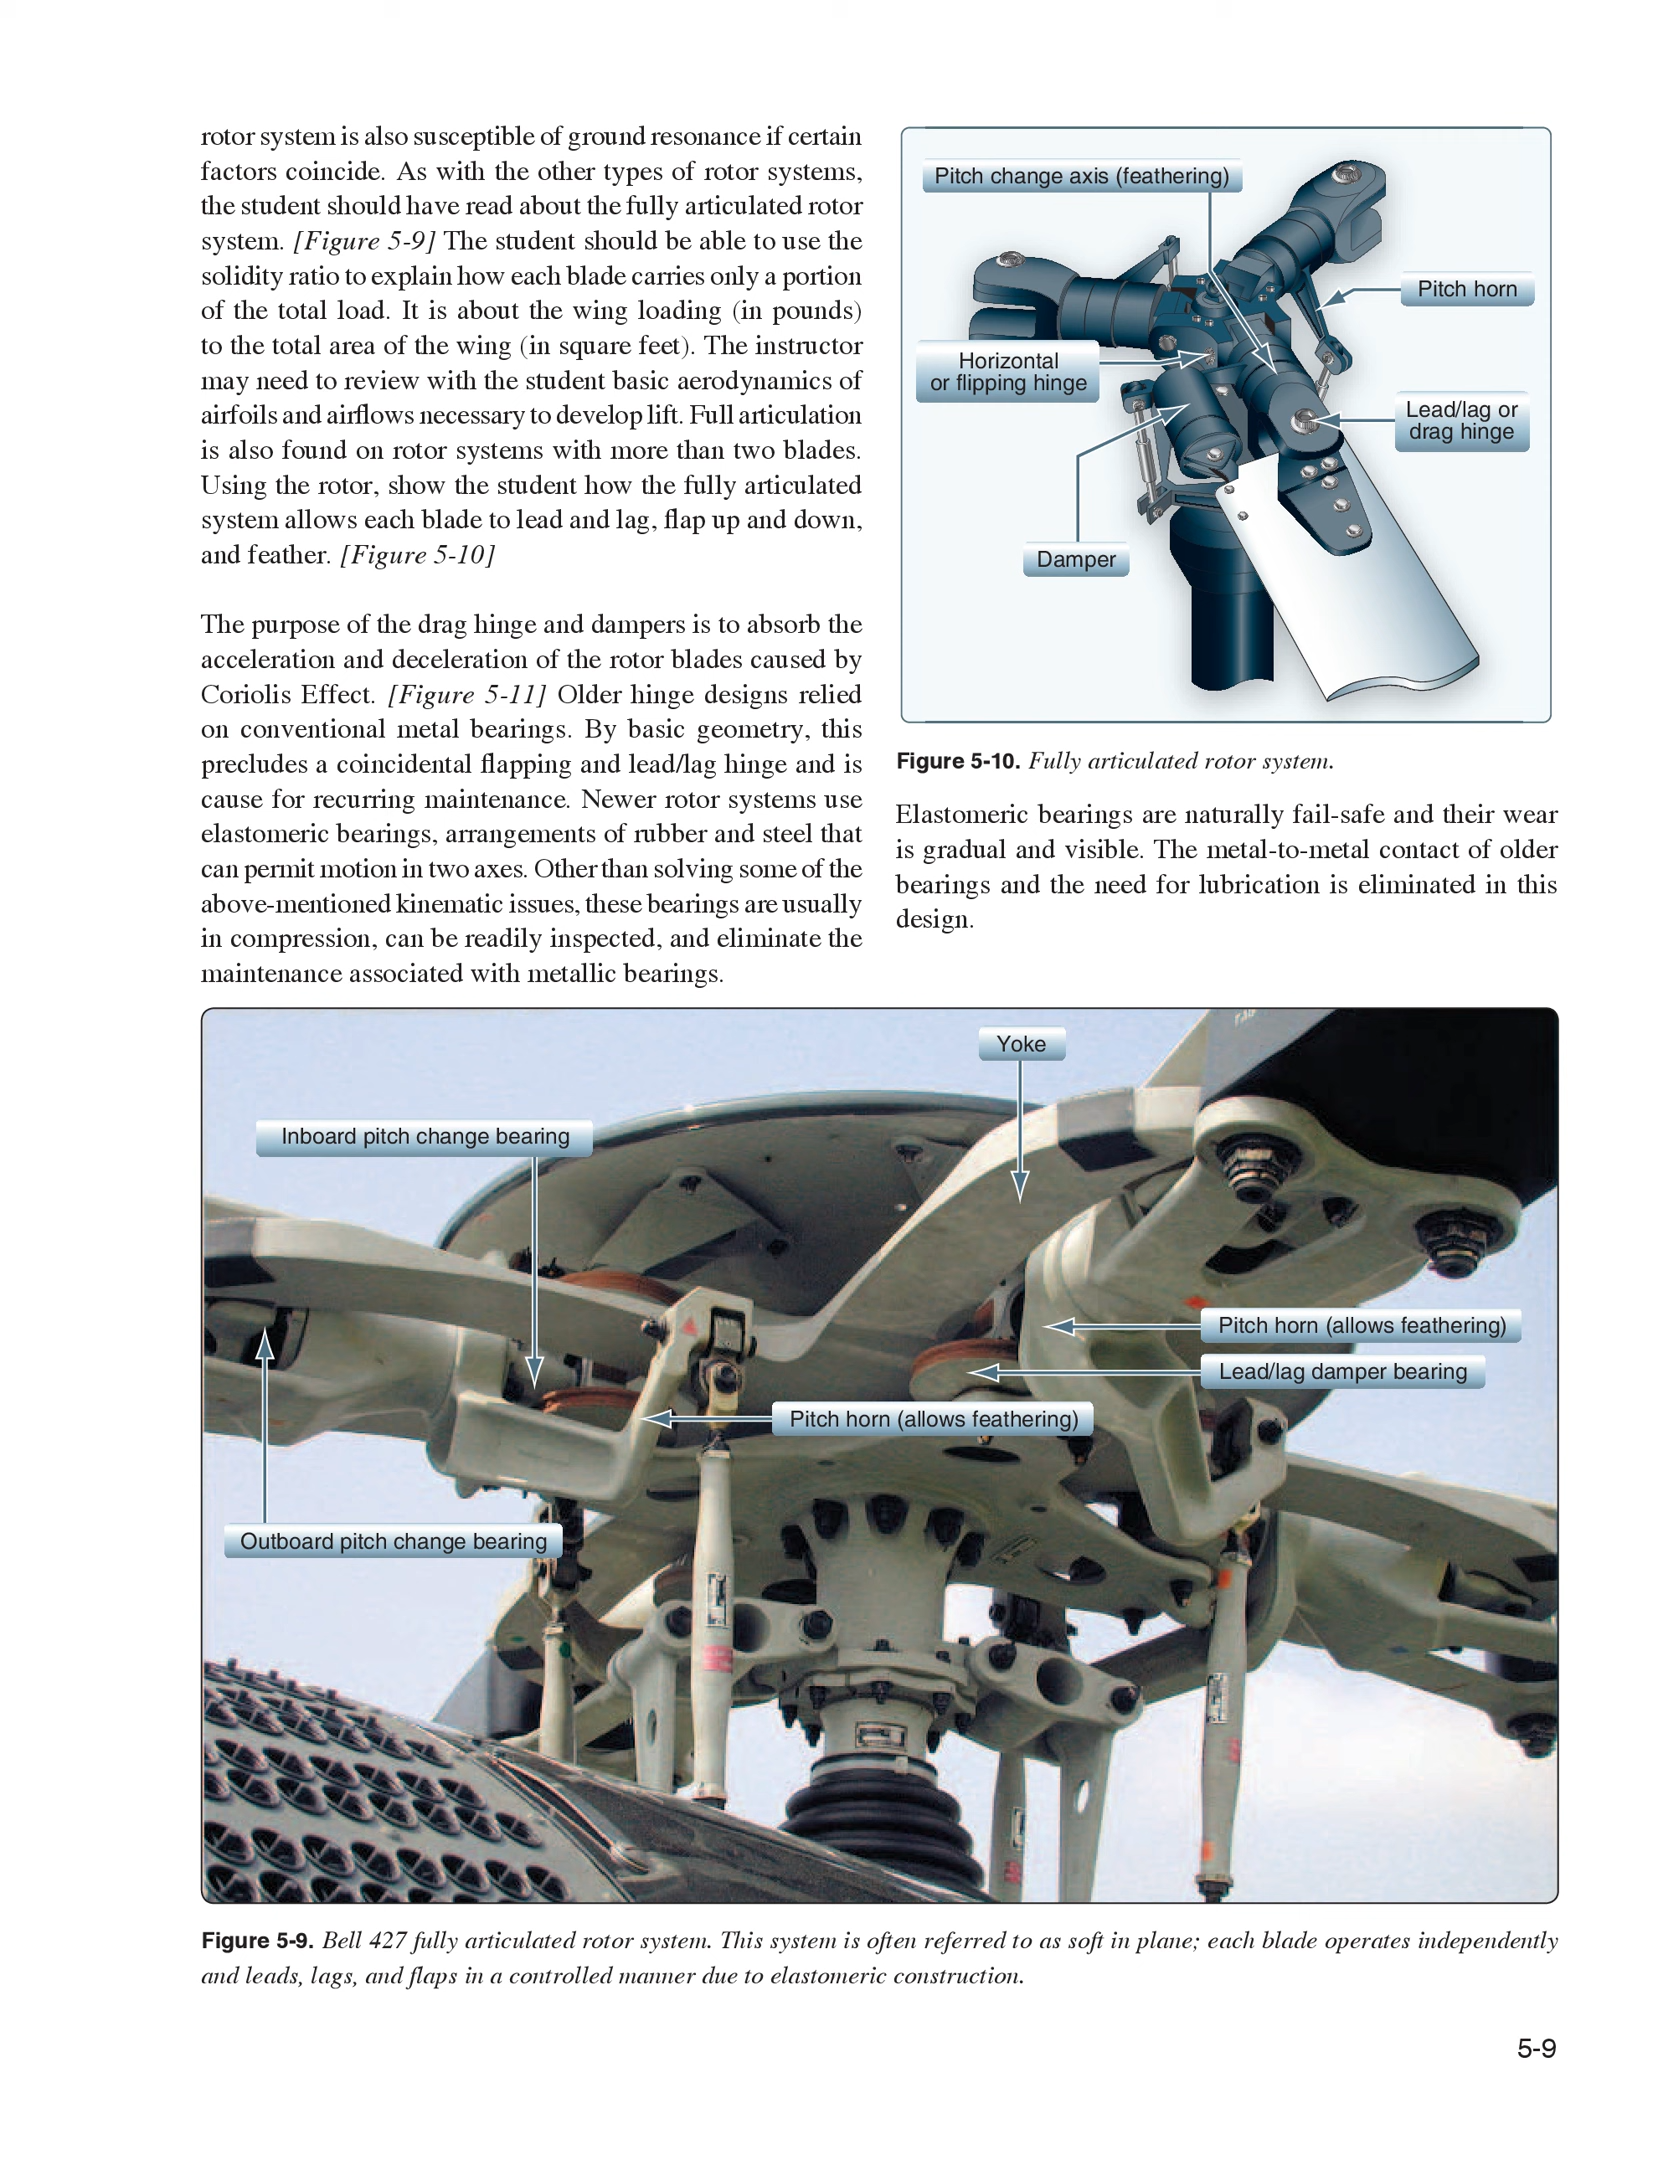 rotor system is also susceptible of ground resonance if certain
factors coincide. As with the other types of rotor systems,
the student should have read about the fully articulated rotor
system. [Figure 5-9] The student should be able to use the
solidity ratio to explain how each blade carries only a portion
of the total load. It is about the wing loading (in pounds)
to the total area of the wing (in square feet). The instructor
may need to review with the student basic aerodynamics of
airfoils and airflows necessary to develop lift. Full articulation
is also found on rotor systems with more than two blades.
Using the rotor, show the student how the fully articulated
system allows each blade to lead and lag, flap up and down,
and feather. [Figure 5-10]
The purpose of the drag hinge and dampers is to absorb the
acceleration and deceleration of the rotor blades caused by
Coriolis Effect. [Figure 5-11] Older hinge designs relied
on conventional metal bearings. By basic geometry, this
precludes a coincidental flapping and lead/lag hinge and is
cause for recurring maintenance. Newer rotor systems use
elastomeric bearings, arrangements of rubber and steel that
can permit motion in two axes. Other than solving some of the
above-mentioned kinematic issues, these bearings are usually
in compression, can be readily inspected, and eliminate the
maintenance associated with metallic bearings.
Pitch change axis (feathering)
Pitch horn
Horizontal
or flipping hinge
Lead/lag or
drag hinge
Damper
Figure 5-10. Fully articulated rotor system.
Elastomeric bearings are naturally fail-safe and their wear
is gradual and visible. The metal-to-metal contact of older
bearings and the need for lubrication is eliminated in this
design.
Yoke
Inboard pitch change bearing
Pitch horn (allows feathering)
Lead/lag damper bearing
Pitch horn (allows feathering)
Outboard pitch change bearing
Figure 5-9. Bell 427 fully articulated rotor system. This system is often referred to as soft in plane; each blade operates independently
and leads, lags, and flaps in a controlled manner due to elastomeric construction.
5-9